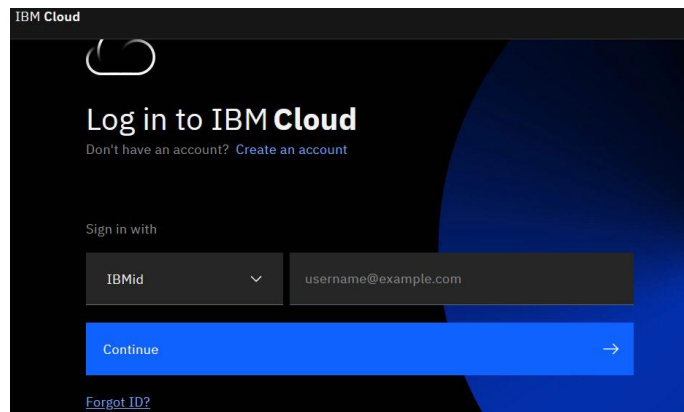 IBM Cloud
Log in to IBM Cloud
Don't have an account? Create an account
Sign in with
IBMid username@example.com
Continue
Forgot ID?